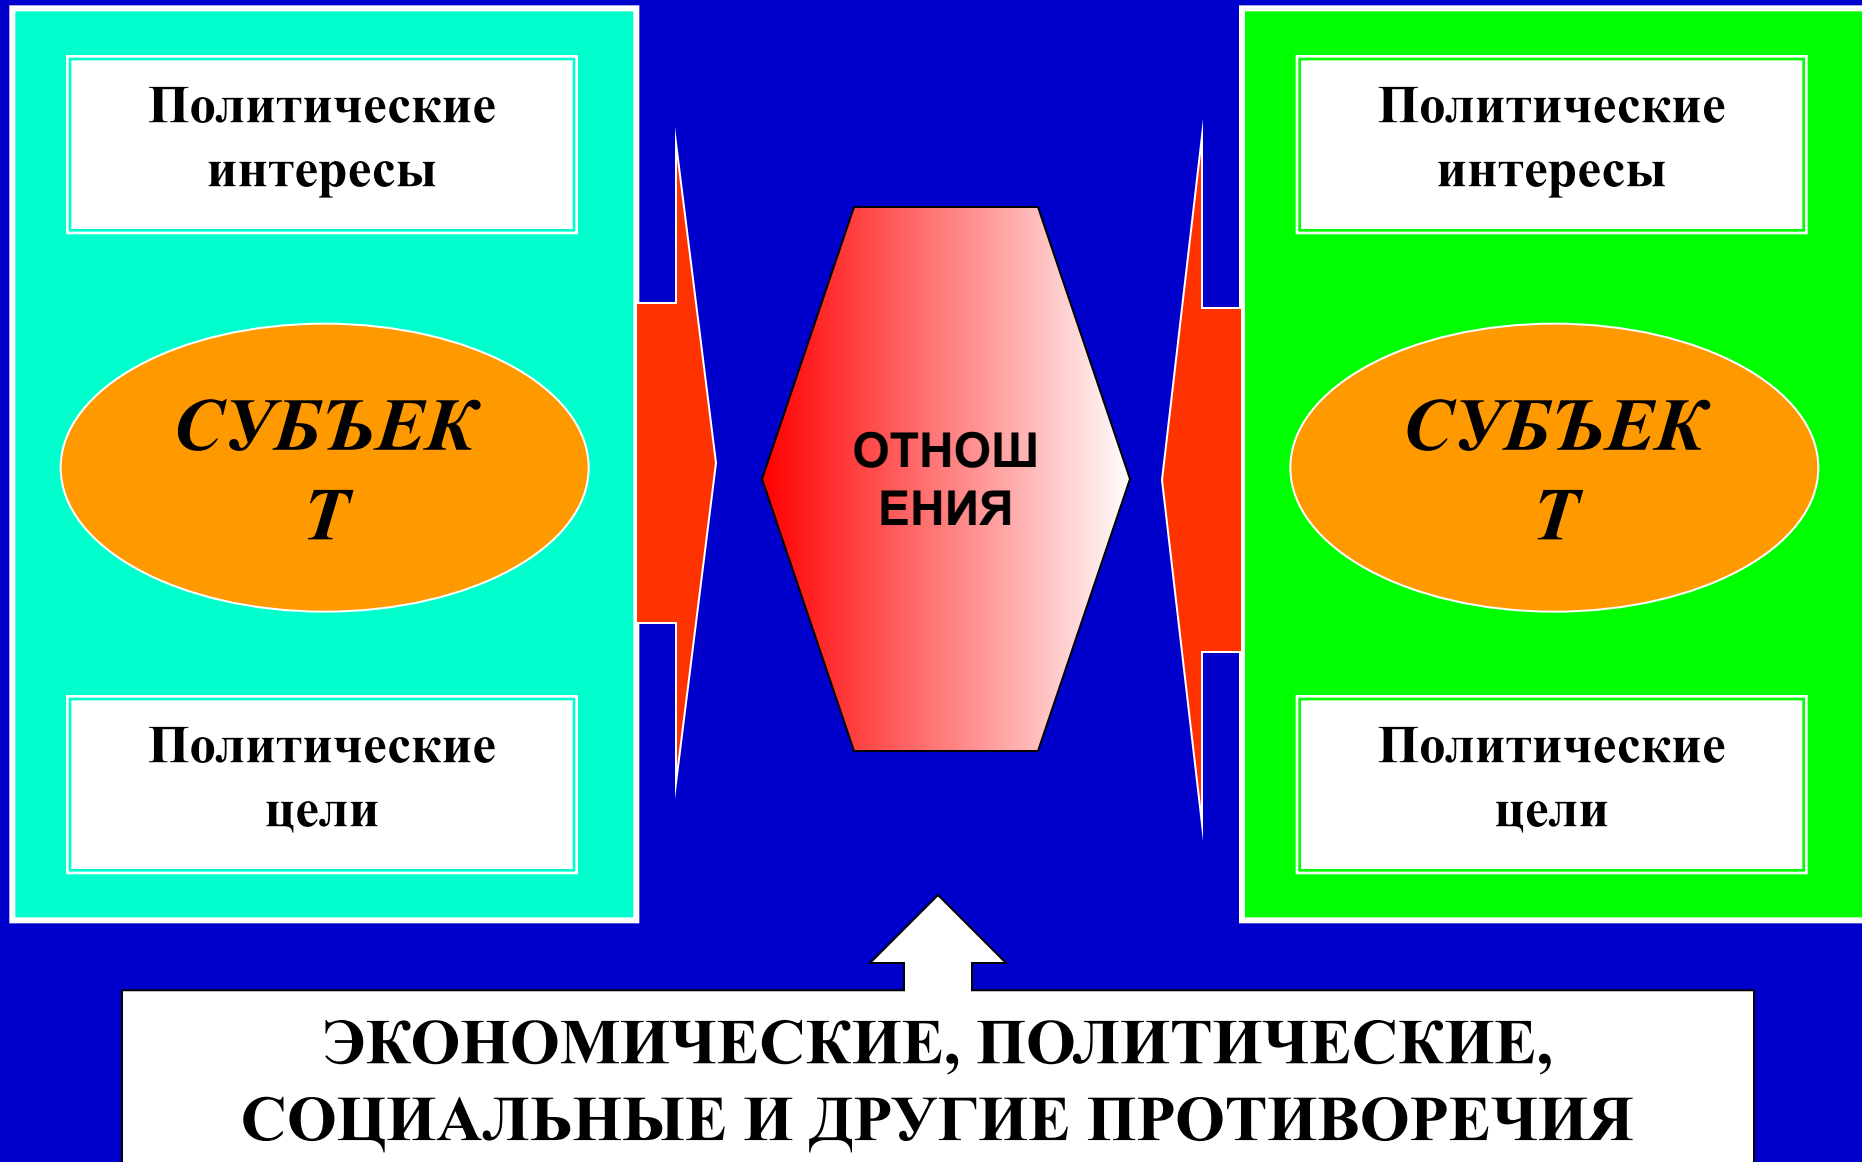 Политические
интересы
СУБЪЕК
Т
Политические
цели
ОТНОШ
ЕНИЯ
Политические
интересы
СУБЪЕК
Т
Политические
цели
ЭКОНОМИЧЕСКИЕ, ПОЛИТИЧЕСКИЕ,
СОЦИАЛЬНЫЕ И ДРУГИЕ ПРОТИВОРЕЧИЯ